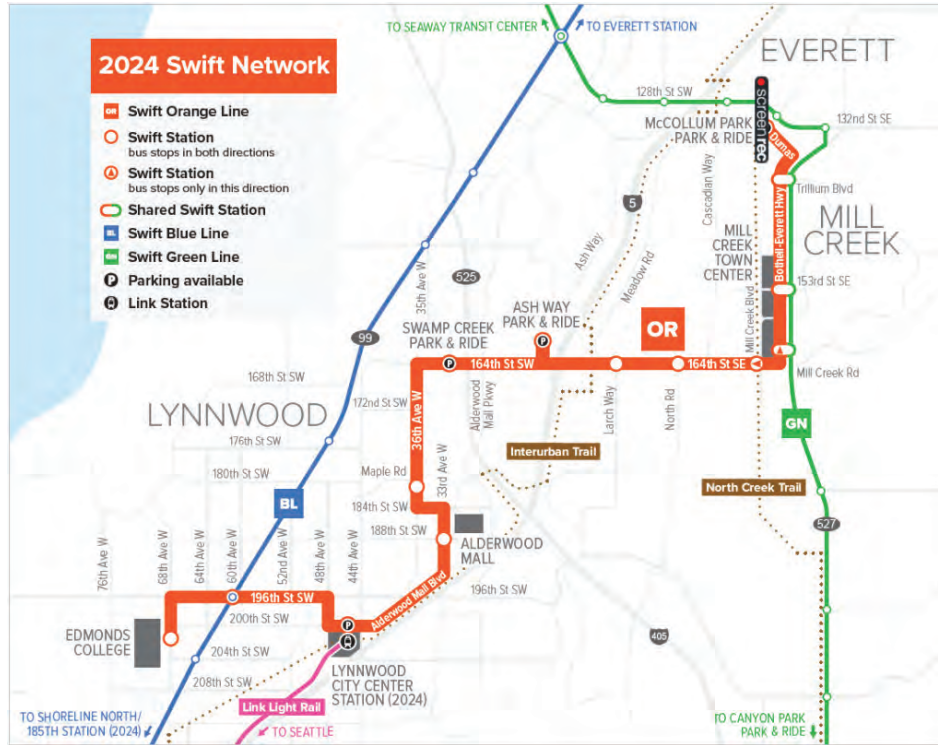 2024 Swift Network
OR
Swift Orange Line
Swift Station
bus stops in both directions
Swift Station
bus stops only in this direction
Shared Swift Station
BL
Swift Blue Line
GN
Swift Green Line
P
Parking available
Link Station
TO SEAWAY TRANSIT CENTER
TO EVERETT STATION
EVERETT
128th St SW
132nd St SE
McCOLLUM PARK
PARK & RIDE
screenrec
Dumas
Cascadian Way
Trillium Blvd
Bothell-Everett Hwy
MILL
CREEK
5
Ash Way
Meadow Rd
MILL
CREEK
TOWN
CENTER
153rd St SE
Mill Creek Blvd
525
35th Ave W
99
SWAMP CREEK
PARK & RIDE
P
ASH WAY
PARK & RIDE
P
OR
164th St SW
164th St SE
Mill Creek Rd
168th St SW
172nd St SW
36th Ave W
Alderwood
Mall Pkwy
Larch Way
North Rd
LYNNWOOD
176th St SW
GN
Interurban Trail
33rd Ave W
180th St SW
Maple Rd
North Creek Trail
BL
184th St SW
527
188th St SW
ALDERWOOD
MALL
76th Ave W
68th Ave W
64th Ave W
60th Ave W
52nd Ave W
48th Ave W
44th Ave W
196th St SW
196th St SW
Alderwood Mall Blvd
200th St SW
P
EDMONDS
COLLEGE
405
204th St SW
LYNNWOOD
CITY CENTER
STATION (2024)
208th St SW
Link Light Rail
TO SHORELINE NORTH/
185TH STATION (2024)
TO SEATTLE
TO CANYON PARK
PARK & RIDE